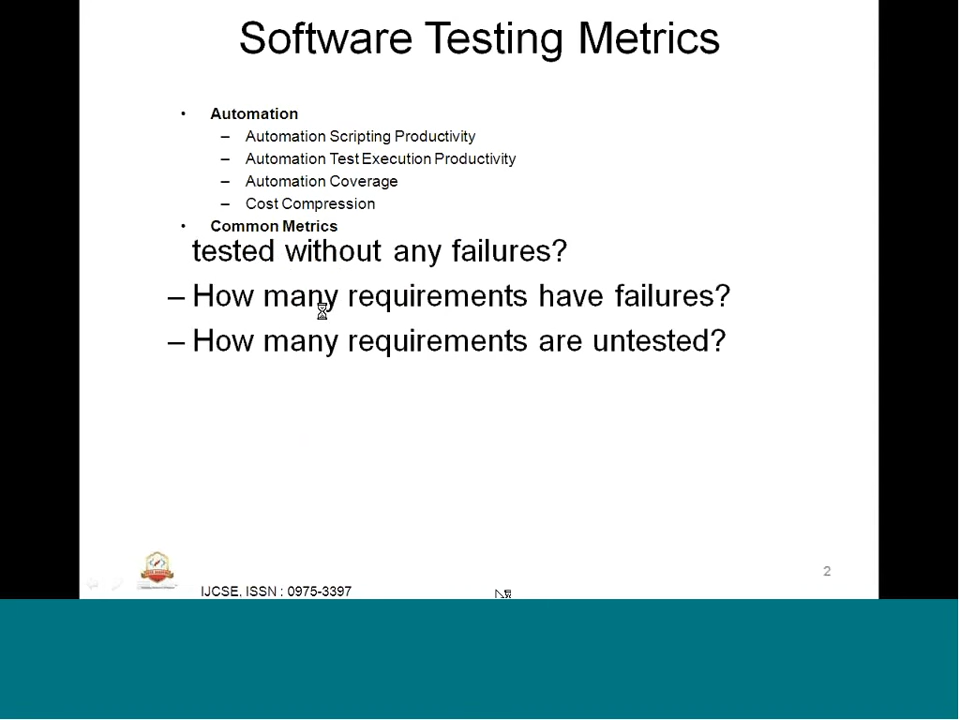 Software Testing Metrics
• Automation
– Automation Scripting Productivity
– Automation Test Execution Productivity
– Automation Coverage
– Cost Compression
• Common Metrics
tested without any failures?
– How many requirements have failures?
– How many requirements are untested?
2
IJCSE, ISSN : 0975-3397